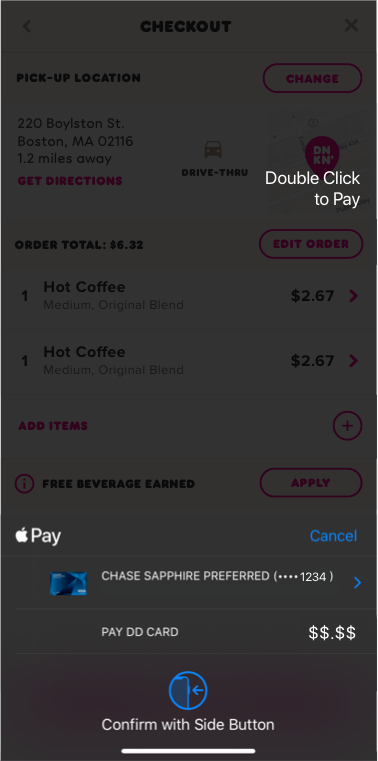 CHECKOUT
PICK-UP LOCATION
CHANGE
220 Boylston St.
Boston, MA 02116
1.2 miles away
GET DIRECTIONS
DRIVE-THRU
DN
KN'
Double Click
to Pay
ORDER TOTAL: $6.32
EDIT ORDER
1 Hot Coffee $2.67
Medium, Original Blend
1 Hot Coffee $2.67
Medium, Original Blend
ADD ITEMS
FREE BEVERAGE EARNED
APPLY
Pay
Cancel
CHASE SAPPHIRE PREFERRED (•••• 1234 )
PAY DD CARD $$.$$
Confirm with Side Button